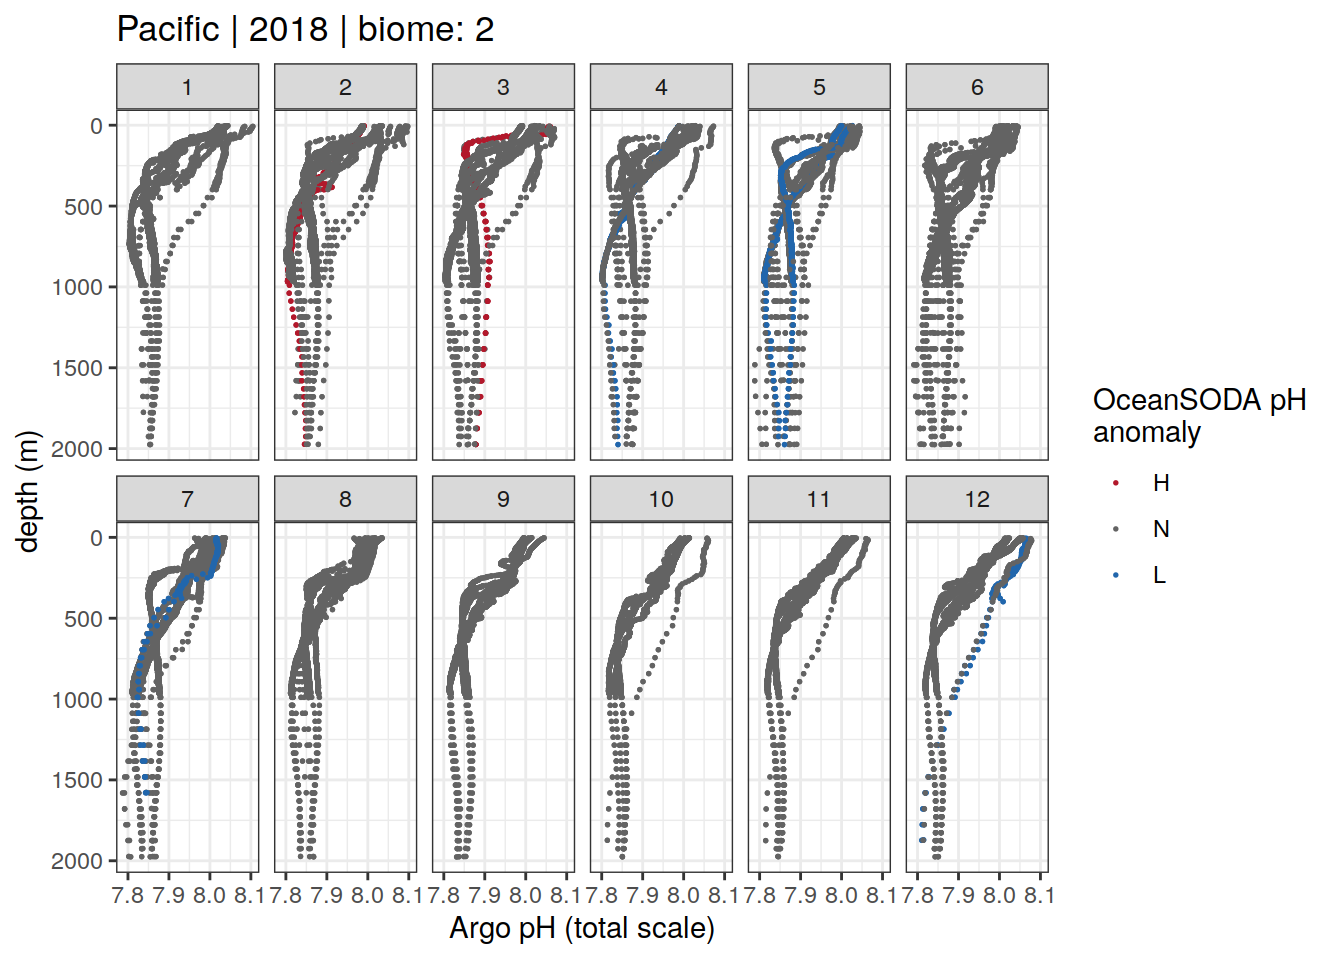 Pacific | 2018 | biome: 2
1 2 3 4 5 6
0
500
1000
1500
2000
7 8 9 10 11 12
0
500
1000
1500
2000
7.8 7.9 8.0 8.1 7.8 7.9 8.0 8.1 7.8 7.9 8.0 8.1 7.8 7.9 8.0 8.1 7.8 7.9 8.0 8.1 7.8 7.9 8.0 8.1
Argo pH (total scale)
depth (m)
OceanSODA pH
anomaly
H
N
L